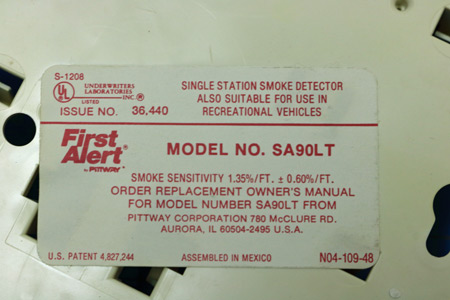 S-1208
UL ® UNDERWRITERS LABORATORIES INC.®
LISTED
ISSUE NO. 36,440
SINGLE STATION SMOKE DETECTOR
ALSO SUITABLE FOR USE IN
RECREATIONAL VEHICLES
First
Alert®
by PITTWAY®
MODEL NO. SA90LT
SMOKE SENSITIVITY 1.35%/FT. ± 0.60%/FT.
ORDER REPLACEMENT OWNER'S MANUAL
FOR MODEL NUMBER SA90LT FROM
PITTWAY CORPORATION 780 McCLURE RD.
AURORA, IL 60504-2495 U.S.A.
U.S. PATENT 4,827,244
ASSEMBLED IN MEXICO
N04-109-48